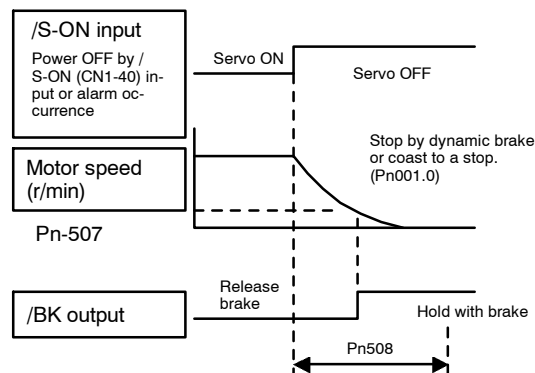 /S-ON input
Power OFF by /
S-ON (CN1-40) in-
put or alarm oc-
currence
Servo ON
Servo OFF
Stop by dynamic brake
or coast to a stop.
(Pn001.0)
Motor speed
(r/min)
Pn-507
Release
brake
/BK output
Hold with brake
Pn508